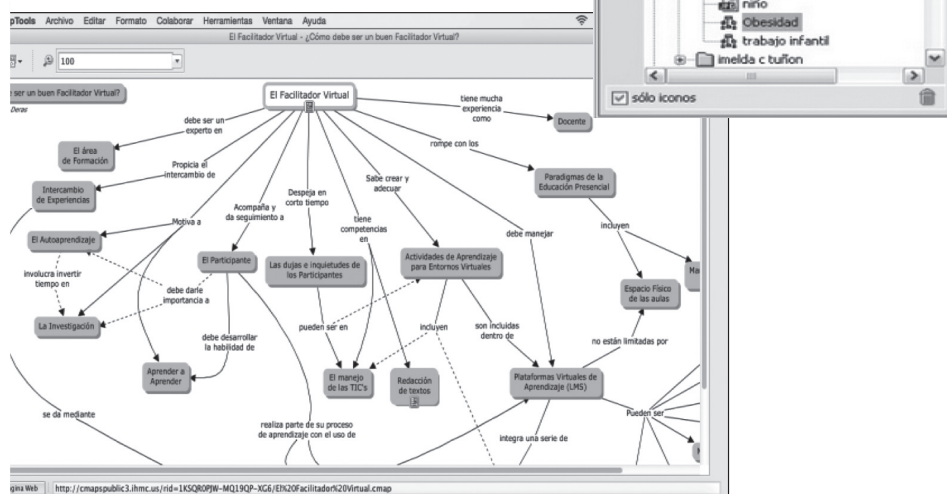 pTools Archivo Editar Formato Colaborar Herramientas Ventana Ayuda
El Facilitador Virtual - ¿Cómo debe ser un buen Facilitador Virtual?
100
niño
Obesidad
trabajo infantil
imelda c tuñon
sólo iconos
e ser un buen Facilitador Virtual?
Deras
El Facilitador Virtual
debe ser un
experto en
El área
de Formación
tiene mucha
experiencia
como
Docente
rompe con los
Paradigmas de la
Educación Presencial
incluyen
Espacio Físico
de las aulas
Ma
Propicia el
intercambio de
Intercambio
de Experiencias
Motiva a
El Autoaprendizaje
involucra invertir
tiempo en
La Investigación
debe darle
importancia a
Acompaña y
da seguimiento a
El Participante
debe desarrollar
la habilidad de
Aprender a
Aprender
Despeja en
corto tiempo
Las dujas e inquietudes de
los Participantes
pueden ser en
tiene
competencias
en
El manejo
de las TIC's
Redacción
de textos
Sabe crear y
adecuar
Actividades de Aprendizaje
para Entornos Virtuales
incluyen
son incluidas
dentro de
debe manejar
Plataformas Virtuales de
Aprendizaje (LMS)
no están limitadas por
Pueden ser
integra una serie de
se da mediante
realiza parte de su proceso
de aprendizaje con el uso de
gina Web
http://cmapspublic3.ihmc.us/rid=1KSQR0PJW-MQ19QP-XG6/El%20Facilitador%20Virtual.cmap